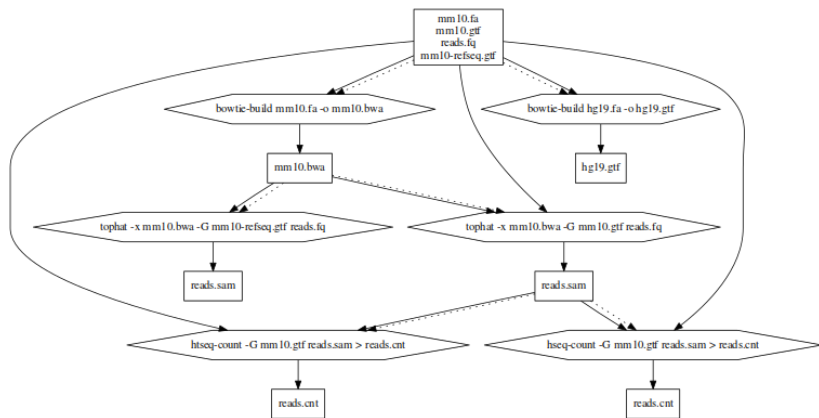 mm10.fa
mm10.gtf
reads.fq
mm10-refseq.gtf
bowtie-build mm10.fa -o mm10.bwa
bowtie-build hg19.fa -o hg19.gtf
mm10.bwa
hg19.gtf
tophat -x mm10.bwa -G mm10-refseq.gtf reads.fq
tophat -x mm10.bwa -G mm10.gtf reads.fq
reads.sam
reads.sam
htseq-count -G mm10.gtf reads.sam > reads.cnt
hseq-count -G mm10.gtf reads.sam > reads.cnt
reads.cnt
reads.cnt